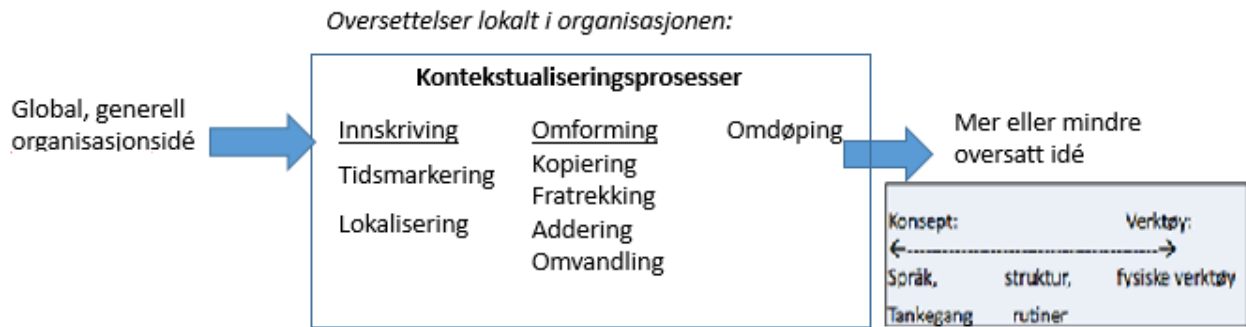 Oversettelser lokalt i organisasjonen:
Kontekstualiseringsprosesser
Global, generell
organisasjonsidé
Innskriving
Tidsmarkering
Lokalisering
Omforming
Kopiering
Fratrekking
Addering
Omvandling
Omdøping
Mer eller mindre
oversatt idé
Konsept: Verktøy:
Språk, struktur, fysiske verktøy
Tankegang rutiner